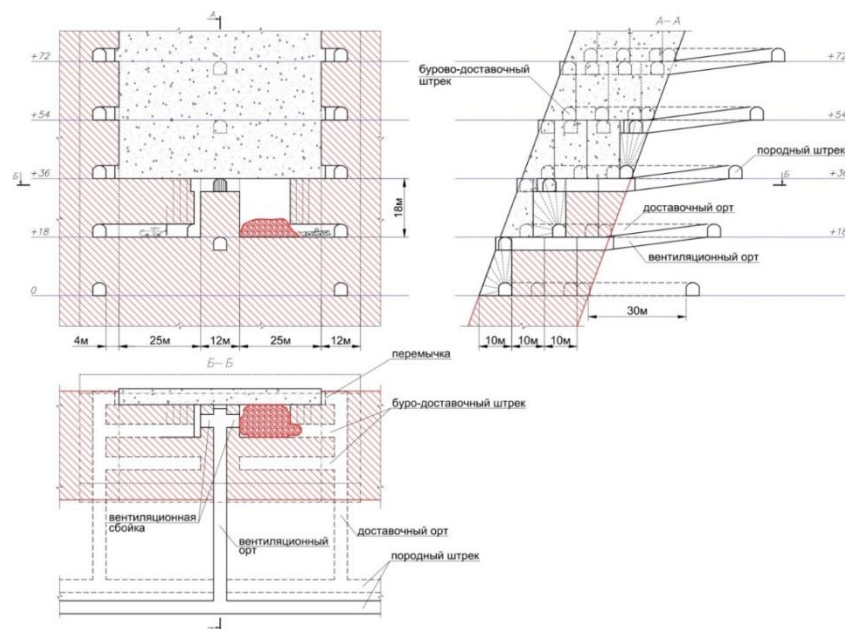 А
+72
+54
+36
Б
+18
0
18м
4м
25м
12м
25м
12м
А-А
бурово-доставочный
штрек
+72
+54
породный штрек
+36
Б
доставочный орт
+18
вентиляционный орт
0
30м
10м
10м
10м
Б-Б
перемычка
буро-доставочный штрек
вентиляционная
сбойка
вентиляционный
орт
доставочный орт
породный штрек